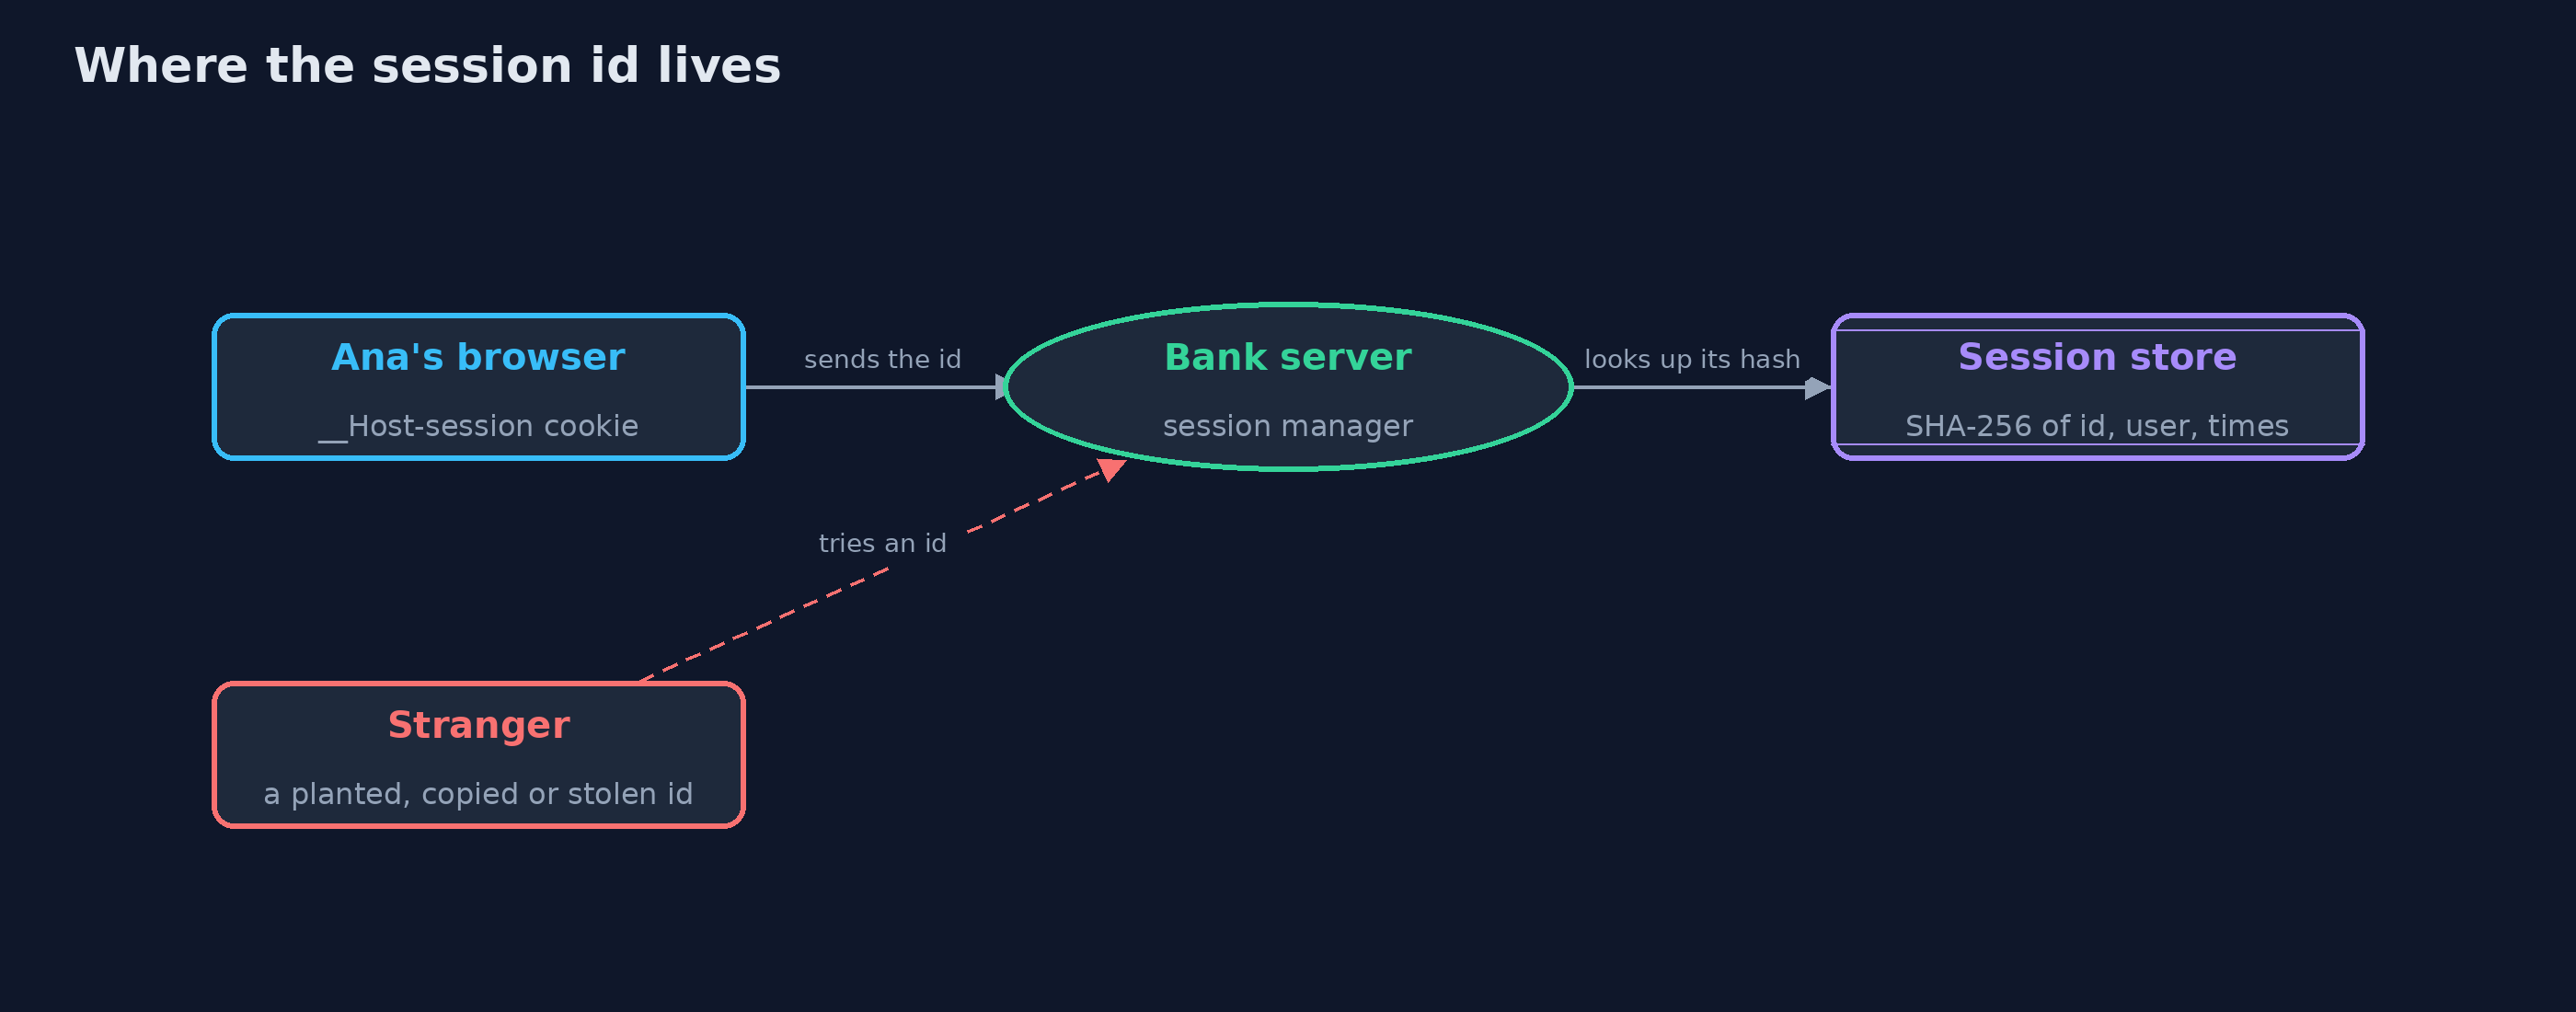 Where the session id lives
Ana's browser
__Host-session cookie
sends the id
Bank server
session manager
looks up its hash
Session store
SHA-256 of id, user, times
tries an id
Stranger
a planted, copied or stolen id